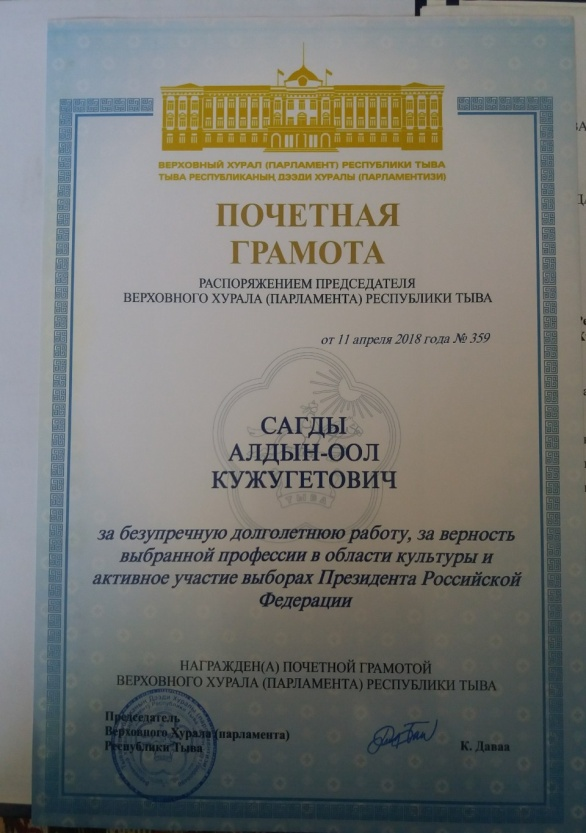 ВЕРХОВНЫЙ ХУРАЛ (ПАРЛАМЕНТ) РЕСПУБЛИКИ ТЫВА
ТЫВА РЕСПУБЛИКАНЫҢ ДЭЭДИ ХУРАЛЫ (ПАРЛАМЕНТИЗИ)
ПОЧЕТНАЯ
ГРАМОТА
РАСПОРЯЖЕНИЕМ ПРЕДСЕДАТЕЛЯ
ВЕРХОВНОГО ХУРАЛА (ПАРЛАМЕНТА) РЕСПУБЛИКИ ТЫВА
от 11 апреля 2018 года № 359
САГДЫ
АЛДЫН-ООЛ
КУЖУГЕТОВИЧ
ТЫВА
за безупречную долголетнюю работу, за верность
выбранной профессии в области культуры и
активное участие выборах Президента Российской
Федерации
НАГРАЖДЕН(А) ПОЧЕТНОЙ ГРАМОТОЙ
ВЕРХОВНОГО ХУРАЛА (ПАРЛАМЕНТА) РЕСПУБЛИКИ ТЫВА
Председатель
Верховного Хурала (парламента)
Республики Тыва
К. Даваа